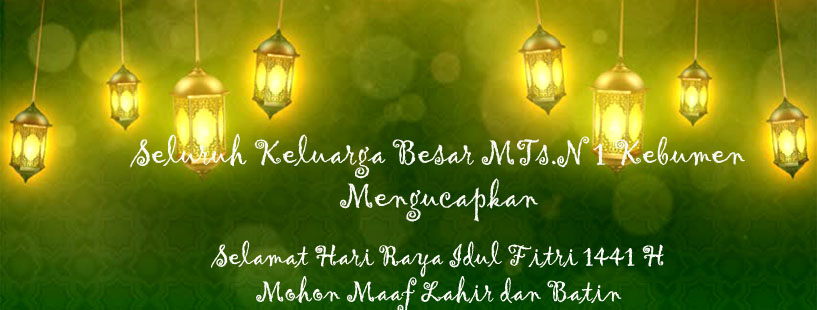 Seluruh Keluarga Besar MTs.N 1 Kebumen
Mengucapkan
Selamat Hari Raya Idul Fitri 1441 H
Mohon Maaf Lahir dan Batin